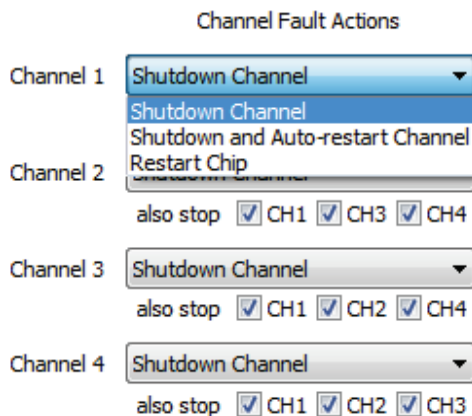 Channel Fault Actions
Channel 1 Shutdown Channel
Shutdown Channel
Shutdown and Auto-restart Channel
Restart Chip
Channel 2 Shutdown Channel
also stop CH1 CH3 CH4
Channel 3 Shutdown Channel
also stop CH1 CH2 CH4
Channel 4 Shutdown Channel
also stop CH1 CH2 CH3